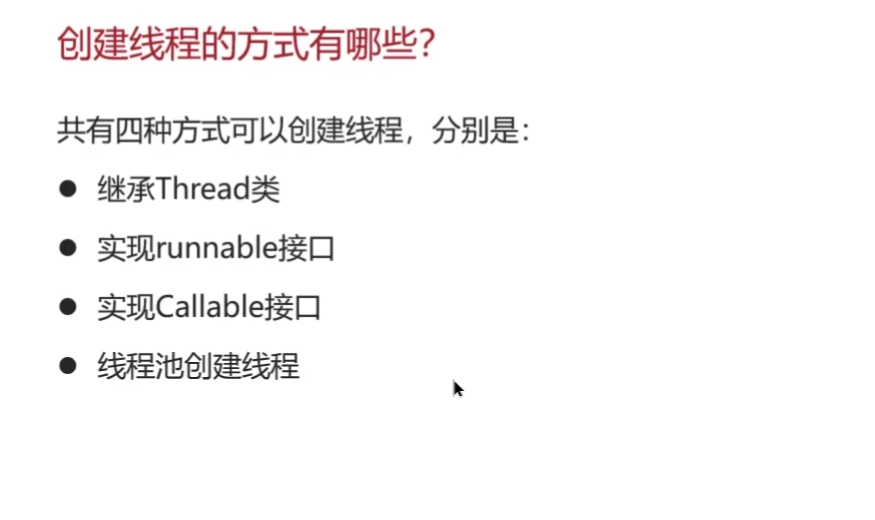 创建线程的方式有哪些？
共有四种方式可以创建线程，分别是：
● 继承Thread类
● 实现runnable接口
● 实现Callable接口
● 线程池创建线程